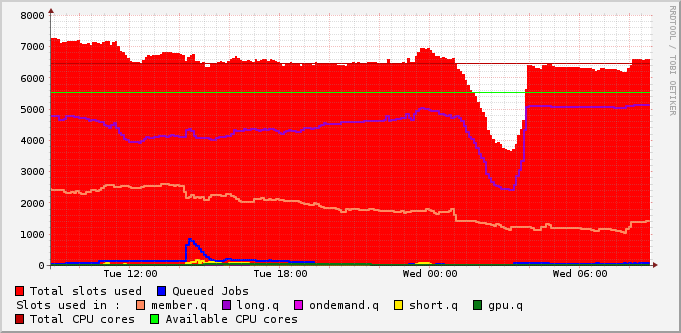 RRDTOOL / TOBI OETIKER
8000
7000
6000
5000
4000
3000
2000
1000
0
Tue 12:00 Tue 18:00 Wed 00:00 Wed 06:00
Total slots used Queued Jobs
Slots used in : member.q long.q ondemand.q short.q gpu.q
Total CPU cores Available CPU cores